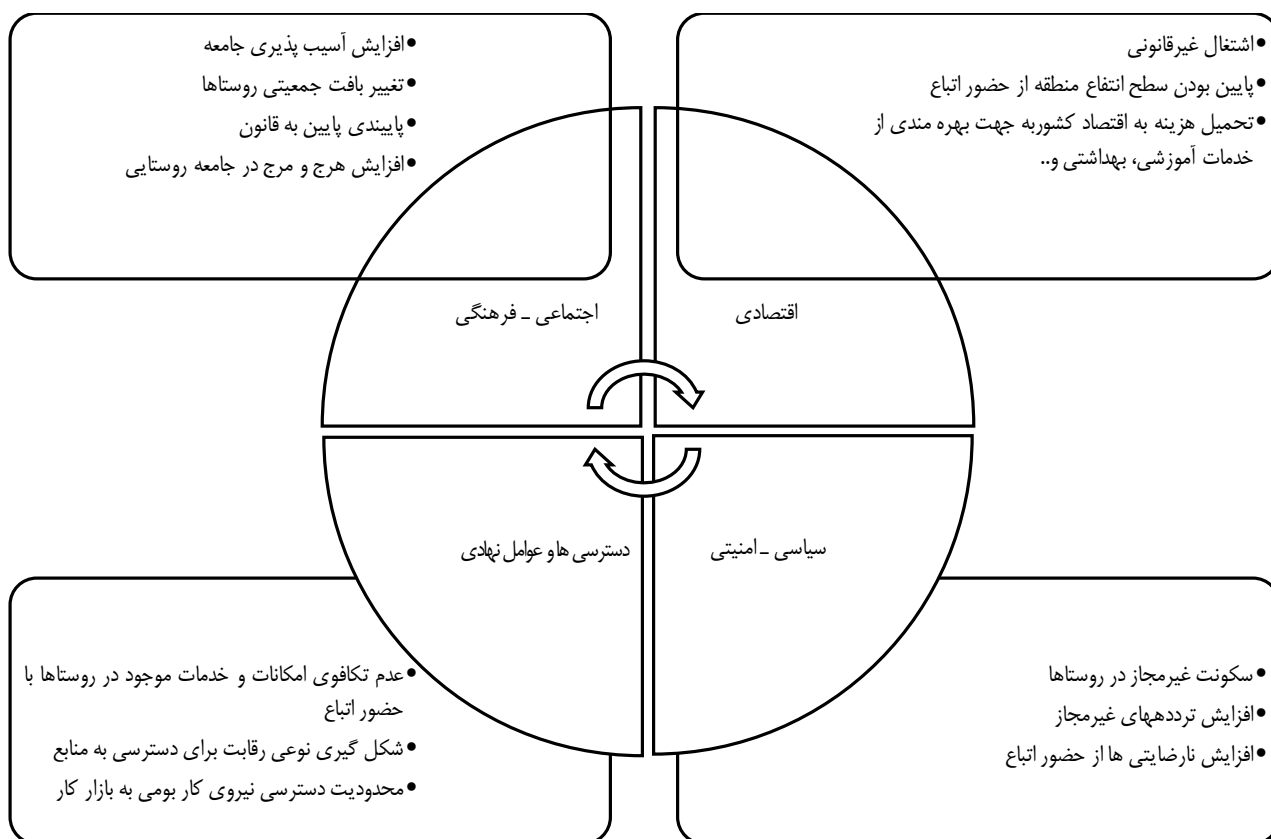 •اشتغال غیرقانونی
•پایین بودن سطح انتفاع منطقه از حضور اتباع
•تحمیل هزینه به اقتصاد کشوربه جهت بهره مندی از
خدمات آموزشی، بهداشتی و..
•افزایش آسیب پذیری جامعه
•تغییر بافت جمعیتی روستاها
•پایبندی پایین به قانون
•افزایش هرج و مرج در جامعه روستایی
اقتصادی
اجتماعی ـ فرهنگی
سیاسی ـ امنیتی
دسترسی ها و عوامل نهادی
•سکونت غیرمجاز در روستاها
•افزایش ترددههای غیرمجاز
•افزایش نارضایتی ها از حضور اتباع
•عدم تکافوی امکانات و خدمات موجود در روستاها با
حضور اتباع
•شکل گیری نوعی رقابت برای دسترسی به منابع
•محدودیت دسترسی نیروی کار بومی به بازار کار